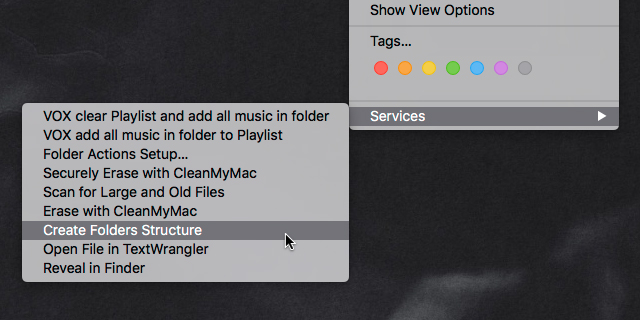 Show View Options
Tags...
Services
VOX clear Playlist and add all music in folder
VOX add all music in folder to Playlist
Folder Actions Setup...
Securely Erase with CleanMyMac
Scan for Large and Old Files
Erase with CleanMyMac
Create Folders Structure
Open File in TextWrangler
Reveal in Finder